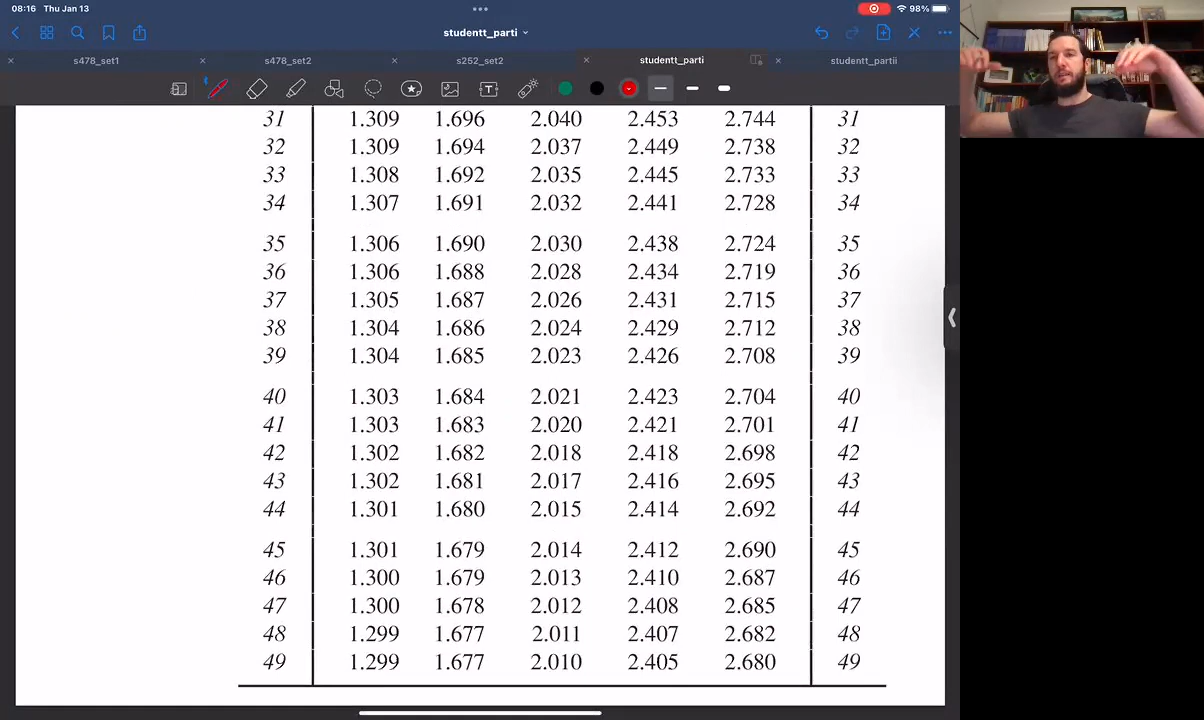 08:16 Thu Jan 13
98%
studentt_parti
s478_set1 s478_set2 s252_set2 studentt_parti studentt_partii
31 1.309 1.696 2.040 2.453 2.744 31
32 1.309 1.694 2.037 2.449 2.738 32
33 1.308 1.692 2.035 2.445 2.733 33
34 1.307 1.691 2.032 2.441 2.728 34
35 1.306 1.690 2.030 2.438 2.724 35
36 1.306 1.688 2.028 2.434 2.719 36
37 1.305 1.687 2.026 2.431 2.715 37
38 1.304 1.686 2.024 2.429 2.712 38
39 1.304 1.685 2.023 2.426 2.708 39
40 1.303 1.684 2.021 2.423 2.704 40
41 1.303 1.683 2.020 2.421 2.701 41
42 1.302 1.682 2.018 2.418 2.698 42
43 1.302 1.681 2.017 2.416 2.695 43
44 1.301 1.680 2.015 2.414 2.692 44
45 1.301 1.679 2.014 2.412 2.690 45
46 1.300 1.679 2.013 2.410 2.687 46
47 1.300 1.678 2.012 2.408 2.685 47
48 1.299 1.677 2.011 2.407 2.682 48
49 1.299 1.677 2.010 2.405 2.680 49